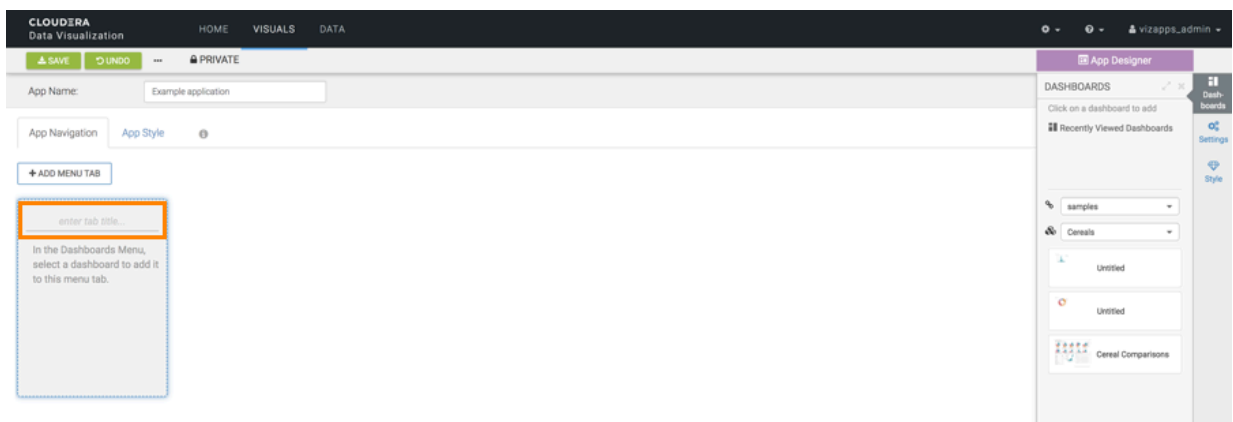 CLOUDERA
Data Visualization
HOME VISUALS DATA
vizapps_admin
SAVE UNDO ... PRIVATE
App Designer
App Name: Example application
DASHBOARDS
Dash-
boards
Click on a dashboard to add
Recently Viewed Dashboards
Settings
Style
App Navigation App Style
+ ADD MENU TAB
enter tab title...
In the Dashboards Menu,
select a dashboard to add it
to this menu tab.
samples
Cereals
Untitled
Untitled
Cereal Comparisons